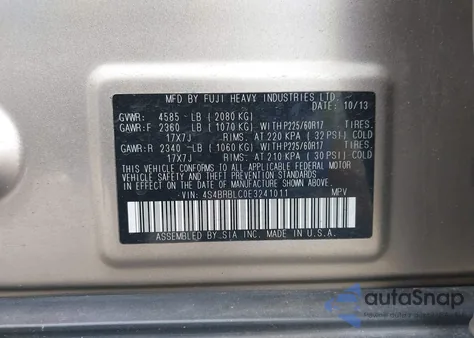 MFD BY FUJI HEAVY INDUSTRIES LTD.
DATE: 10/13
GVWR: 4585 -LB (2080 KG)
GAWR:F 2360 -LB (1070 KG) WITH P225/60R17 TIRES,
17X7J RIMS, AT 220 KPA (32 PSI) COLD
GAWR:R 2340 -LB (1060 KG) WITH P225/60R17 TIRES,
17X7J RIMS, AT 210 KPA (30 PSI) COLD
THIS VEHICLE CONFORMS TO ALL APPLICABLE
U.S. FEDERAL MOTOR VEHICLE SAFETY, BUMPER,
AND THEFT PREVENTION STANDARDS IN
EFFECT ON THE DATE OF MANUFACTURE SHOWN ABOVE.
VIN: 4S4BRBLC0E3241011 MPV
ASSEMBLED BY SIA INC. IN U.S.A.
autoSnap